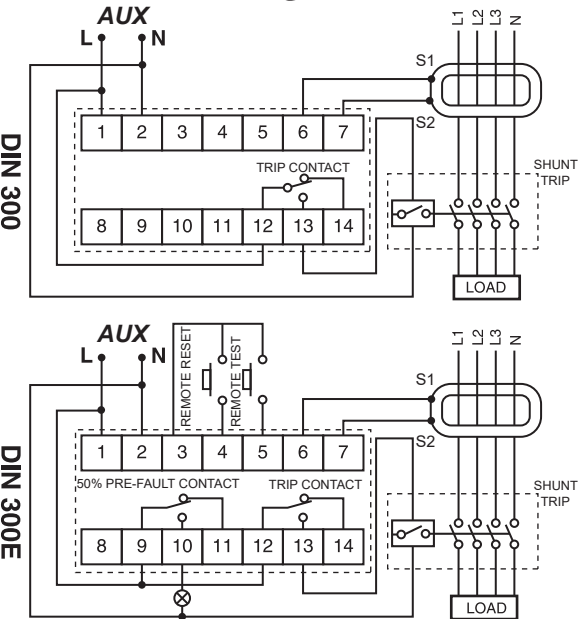 AUX
L N
L1 L2 L3 N
S1
S2
1 2 3 4 5 6 7
TRIP CONTACT
8 9 10 11 12 13 14
SHUNT
TRIP
LOAD
DIN 300
AUX
L N
REMOTE RESET
REMOTE TEST
L1 L2 L3 N
S1
S2
1 2 3 4 5 6 7
50% PRE-FAULT CONTACT TRIP CONTACT
8 9 10 11 12 13 14
SHUNT
TRIP
LOAD
DIN 300E